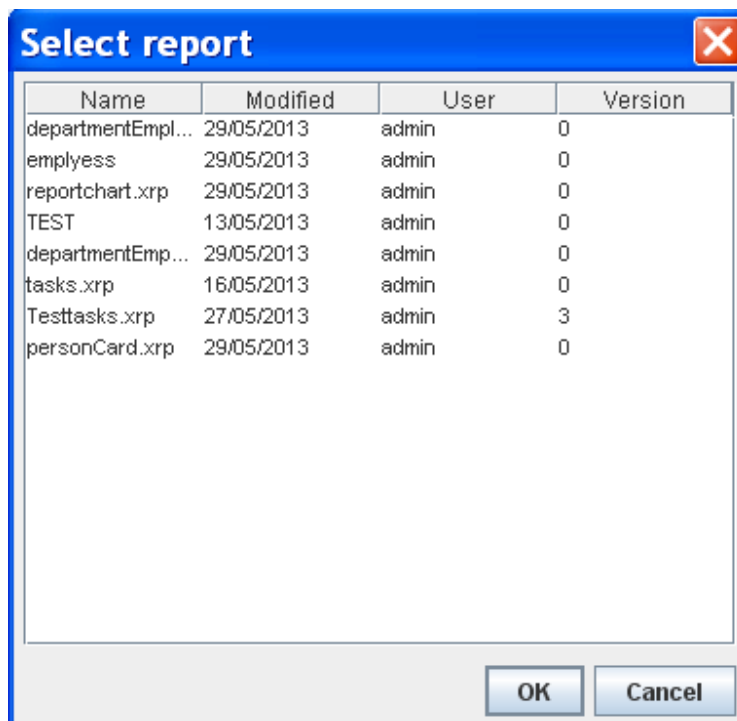 Select report
Name Modified User Version
departmentEmpl... 29/05/2013 admin 0
emplyess 29/05/2013 admin 0
reportchart.xrp 29/05/2013 admin 0
TEST 13/05/2013 admin 0
departmentEmp... 29/05/2013 admin 0
tasks.xrp 16/05/2013 admin 0
Testtasks.xrp 27/05/2013 admin 3
personCard.xrp 29/05/2013 admin 0
OK Cancel